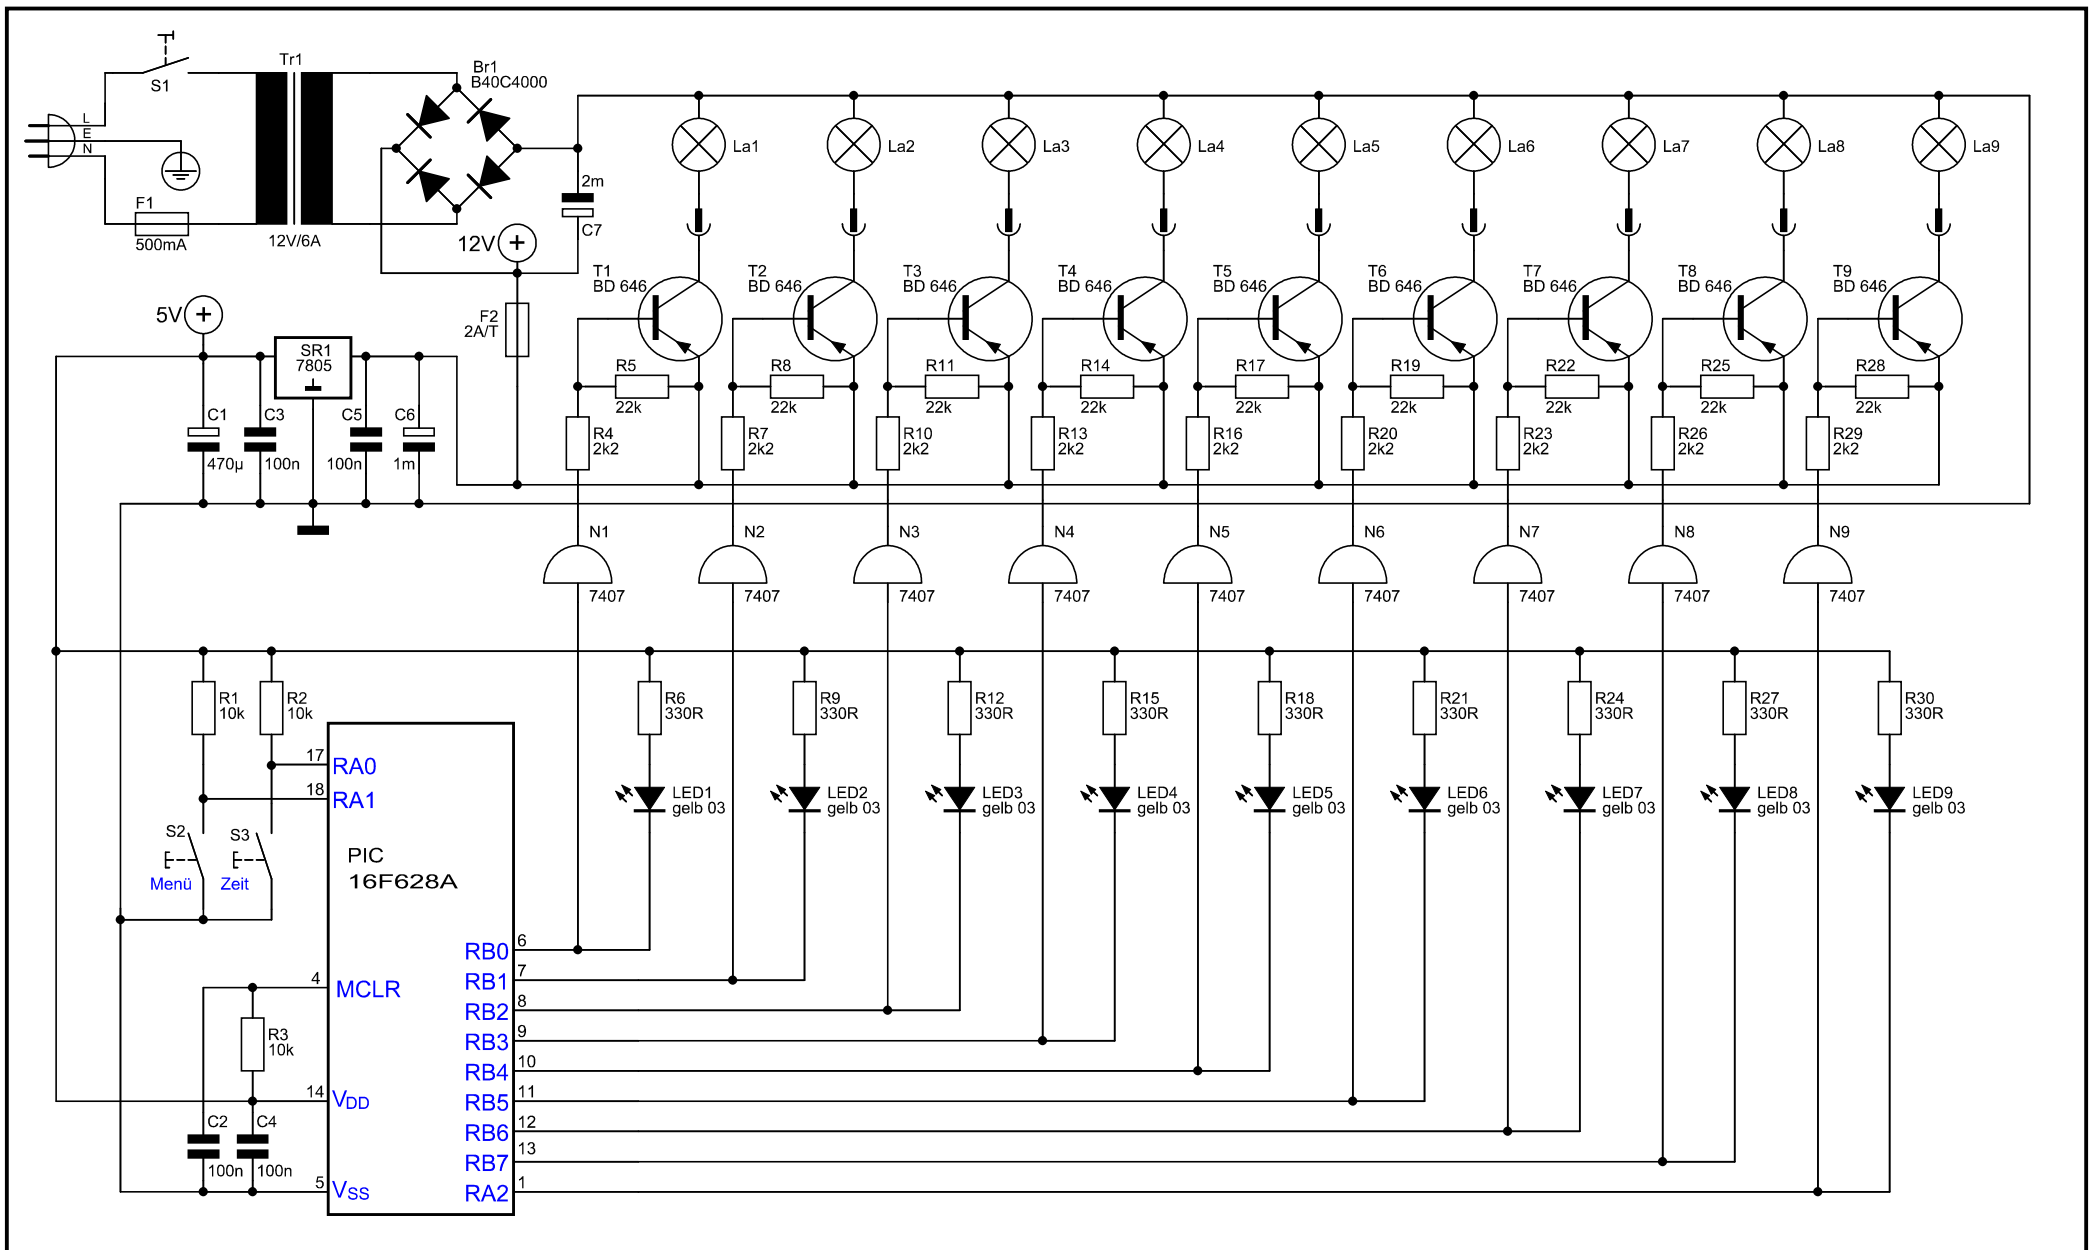 S1
Tr1
Br1
B40C4000
L
E
N
F1
500mA
12V/6A
2m
C7
12V
La1
La2
La3
La4
La5
La6
La7
La8
La9
T1
BD 646
T2
BD 646
T3
BD 646
T4
BD 646
T5
BD 646
T6
BD 646
T7
BD 646
T8
BD 646
T9
BD 646
5V
SR1
7805
F2
2A/T
R5
22k
R8
22k
R11
22k
R14
22k
R17
22k
R19
22k
R22
22k
R25
22k
R28
22k
C1
470µ
C3
100n
C5
100n
C6
1m
R4
2k2
R7
2k2
R10
2k2
R13
2k2
R16
2k2
R20
2k2
R23
2k2
R26
2k2
R29
2k2
N1
7407
N2
7407
N3
7407
N4
7407
N5
7407
N6
7407
N7
7407
N8
7407
N9
7407
R1
10k
R2
10k
R6
330R
R9
330R
R12
330R
R15
330R
R18
330R
R21
330R
R24
330R
R27
330R
R30
330R
17
RA0
18
RA1
LED1
gelb 03
LED2
gelb 03
LED3
gelb 03
LED4
gelb 03
LED5
gelb 03
LED6
gelb 03
LED7
gelb 03
LED8
gelb 03
LED9
gelb 03
S2
Menü
S3
Zeit
PIC
16F628A
RB0
6
RB1
7
RB2
8
RB3
9
RB4
10
RB5
11
RB6
12
RB7
13
RA2
1
4
MCLR
R3
10k
14
VDD
C2
100n
C4
100n
5
VSS